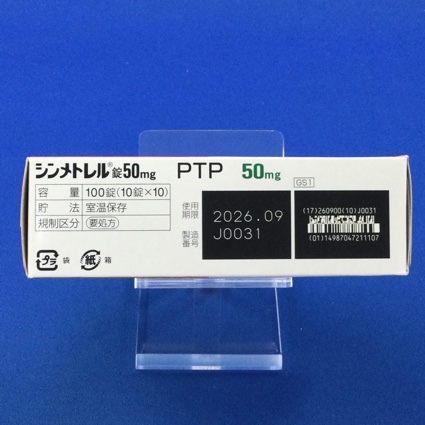 シンメトレル®錠50mg PTP 50mg
容量 100錠(10錠×10)
貯法 室温保存
規制区分 要処方
使用期限 2026.09
製造番号 J0031
GS1
(17)260900(10)J0031
(01)14987047211107
プラ 袋 紙 箱